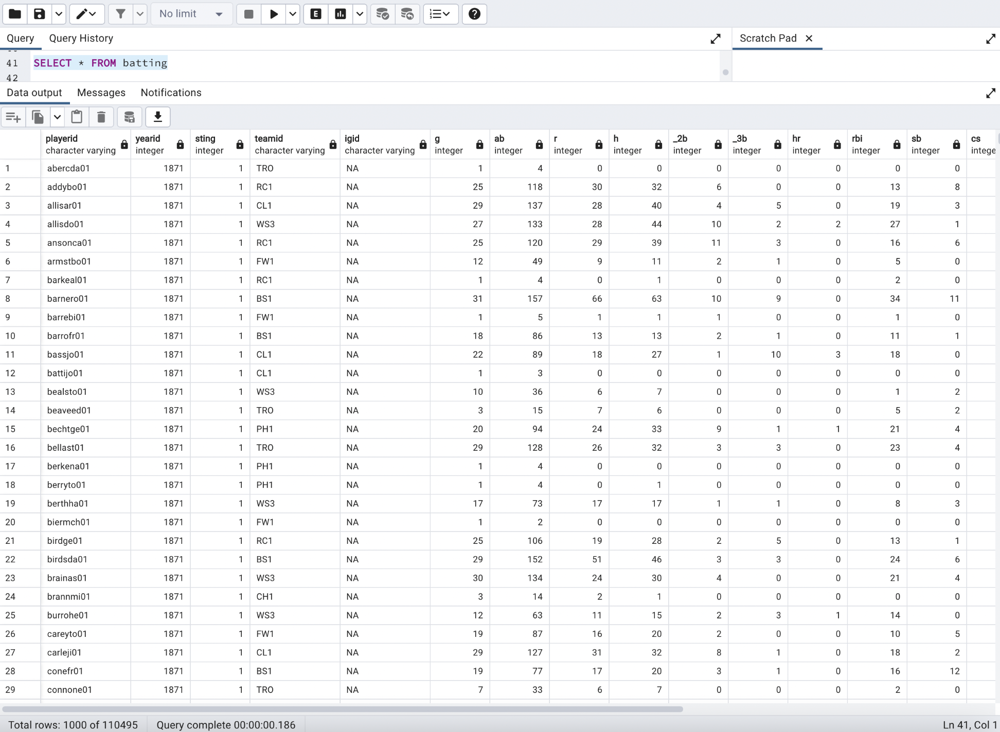 No limit
E
Query Query History Scratch Pad
41 SELECT * FROM batting
42
Data output Messages Notifications
playerid yearid sting teamid igid g ab r h _2b _3b hr rbi sb cs
character varying integer integer character varying character varying integer integer integer integer integer integer integer integer integer intege
1 abercda01 1871 1 TRO NA 1 4 0 0 0 0 0 0 0
2 addybo01 1871 1 RC1 NA 25 118 30 32 6 0 0 13 8
3 allisar01 1871 1 CL1 NA 29 137 28 40 4 5 0 19 3
4 allisdo01 1871 1 WS3 NA 27 133 28 44 10 2 2 27 1
5 ansonca01 1871 1 RC1 NA 25 120 29 39 11 3 0 16 6
6 armstbo01 1871 1 FW1 NA 12 49 9 11 2 1 0 5 0
7 barkeal01 1871 1 RC1 NA 1 4 0 1 0 0 0 2 0
8 barnero01 1871 1 BS1 NA 31 157 66 63 10 9 0 34 11
9 barrebi01 1871 1 FW1 NA 1 5 1 1 1 0 0 1 0
10 barrofr01 1871 1 BS1 NA 18 86 13 13 2 1 0 11 1
11 bassjo01 1871 1 CL1 NA 22 89 18 27 1 10 3 18 0
12 battijo01 1871 1 CL1 NA 1 3 0 0 0 0 0 0 0
13 bealsto01 1871 1 WS3 NA 10 36 6 7 0 0 0 1 2
14 beaveed01 1871 1 TRO NA 3 15 7 6 0 0 0 5 2
15 bechtge01 1871 1 PH1 NA 20 94 24 33 9 1 1 21 4
16 bellast01 1871 1 TRO NA 29 128 26 32 3 3 0 23 4
17 berkena01 1871 1 PH1 NA 1 4 0 0 0 0 0 0 0
18 berryto01 1871 1 PH1 NA 1 4 0 1 0 0 0 0 0
19 berthha01 1871 1 WS3 NA 17 73 17 17 1 1 0 8 3
20 biermch01 1871 1 FW1 NA 1 2 0 0 0 0 0 0 0
21 birdge01 1871 1 RC1 NA 25 106 19 28 2 5 0 13 1
22 birdsda01 1871 1 BS1 NA 29 152 51 46 3 3 0 24 6
23 brainas01 1871 1 WS3 NA 30 134 24 30 4 0 0 21 4
24 brannmi01 1871 1 CH1 NA 3 14 2 1 0 0 0 0 0
25 burrohe01 1871 1 WS3 NA 12 63 11 15 2 3 1 14 0
26 careyto01 1871 1 FW1 NA 19 87 16 20 2 0 0 10 5
27 carleji01 1871 1 CL1 NA 29 127 31 32 8 1 0 18 2
28 conefr01 1871 1 BS1 NA 19 77 17 20 3 1 0 16 12
29 connone01 1871 1 TRO NA 7 33 6 7 0 0 0 2 0
Total rows: 1000 of 110495 Query complete 00:00:00.186 Ln 41, Col 1